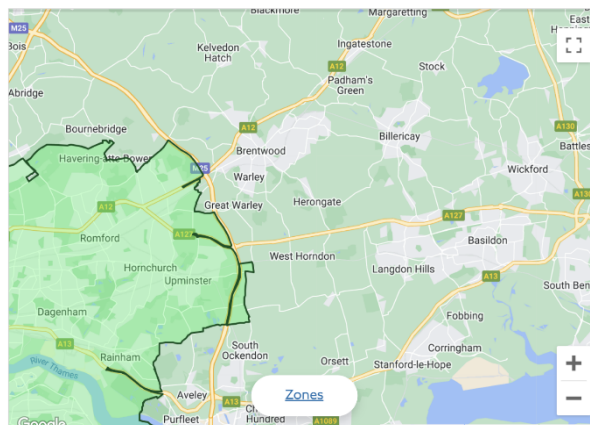 Blackmore
Margaretting
East
M25
Bois
Kelvedon
Hatch
Ingatestone
A12
Stock
Padham's
Green
Abridge
Bournebridge
A12
A130
Billericay
Battles
Havering-atte-Bower
Brentwood
M25
Wickford
Warley
A12
Great Warley
Herongate
A130
A127
A127
Romford
Basildon
West Horndon
Hornchurch
Langdon Hills
Upminster
A13
South Ben
Dagenham
Fobbing
A13
South
Ockendon
Corringham
Rainham
Orsett
Stanford-le-Hope
River Thames
Zones
Aveley
A13
Purfleet
Hundred
A1089
Google